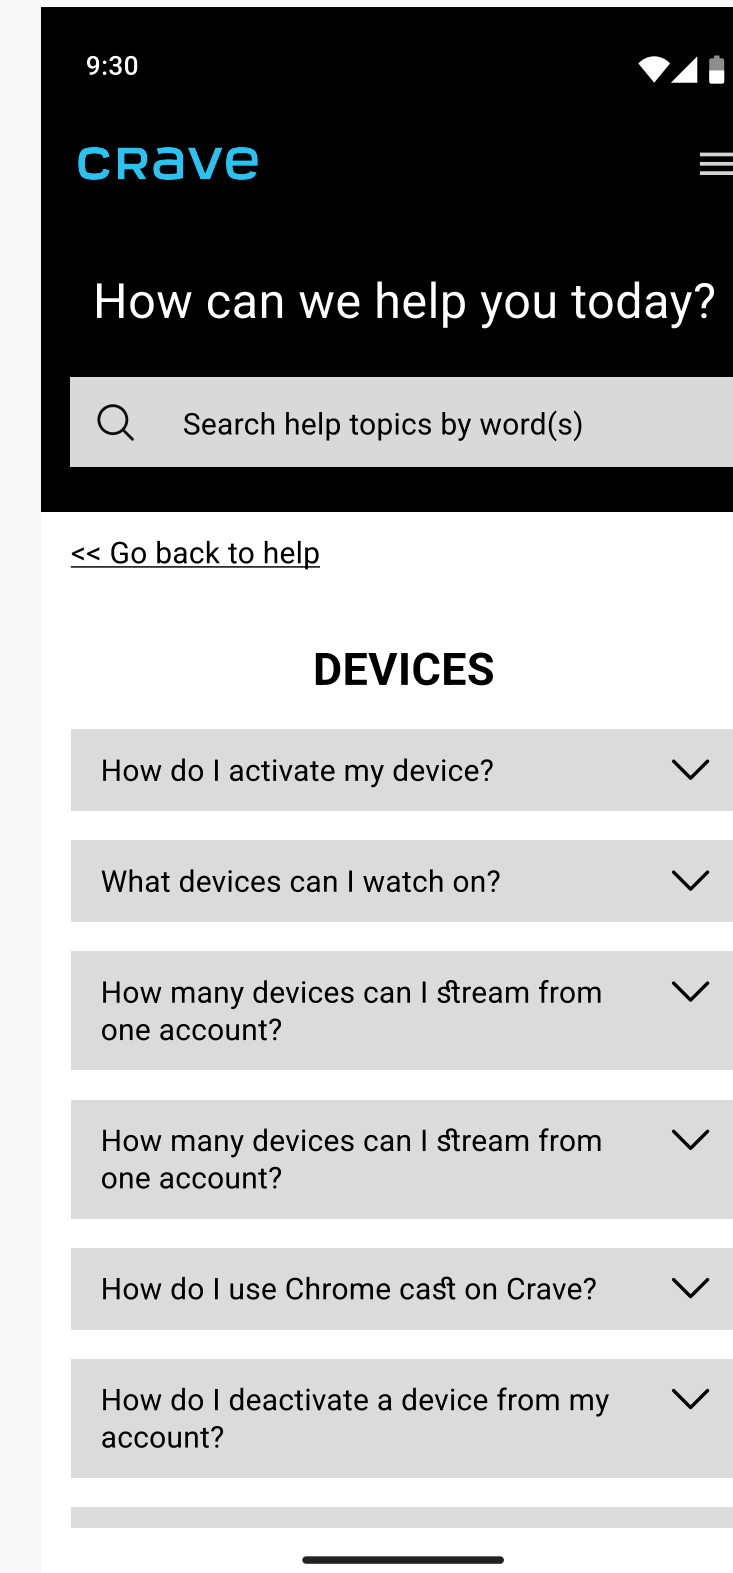 9:30
crave
How can we help you today?
Search help topics by word(s)
<< Go back to help
DEVICES
How do I activate my device?
What devices can I watch on?
How many devices can I stream from
one account?
How many devices can I stream from
one account?
How do I use Chrome cast on Crave?
How do I deactivate a device from my
account?